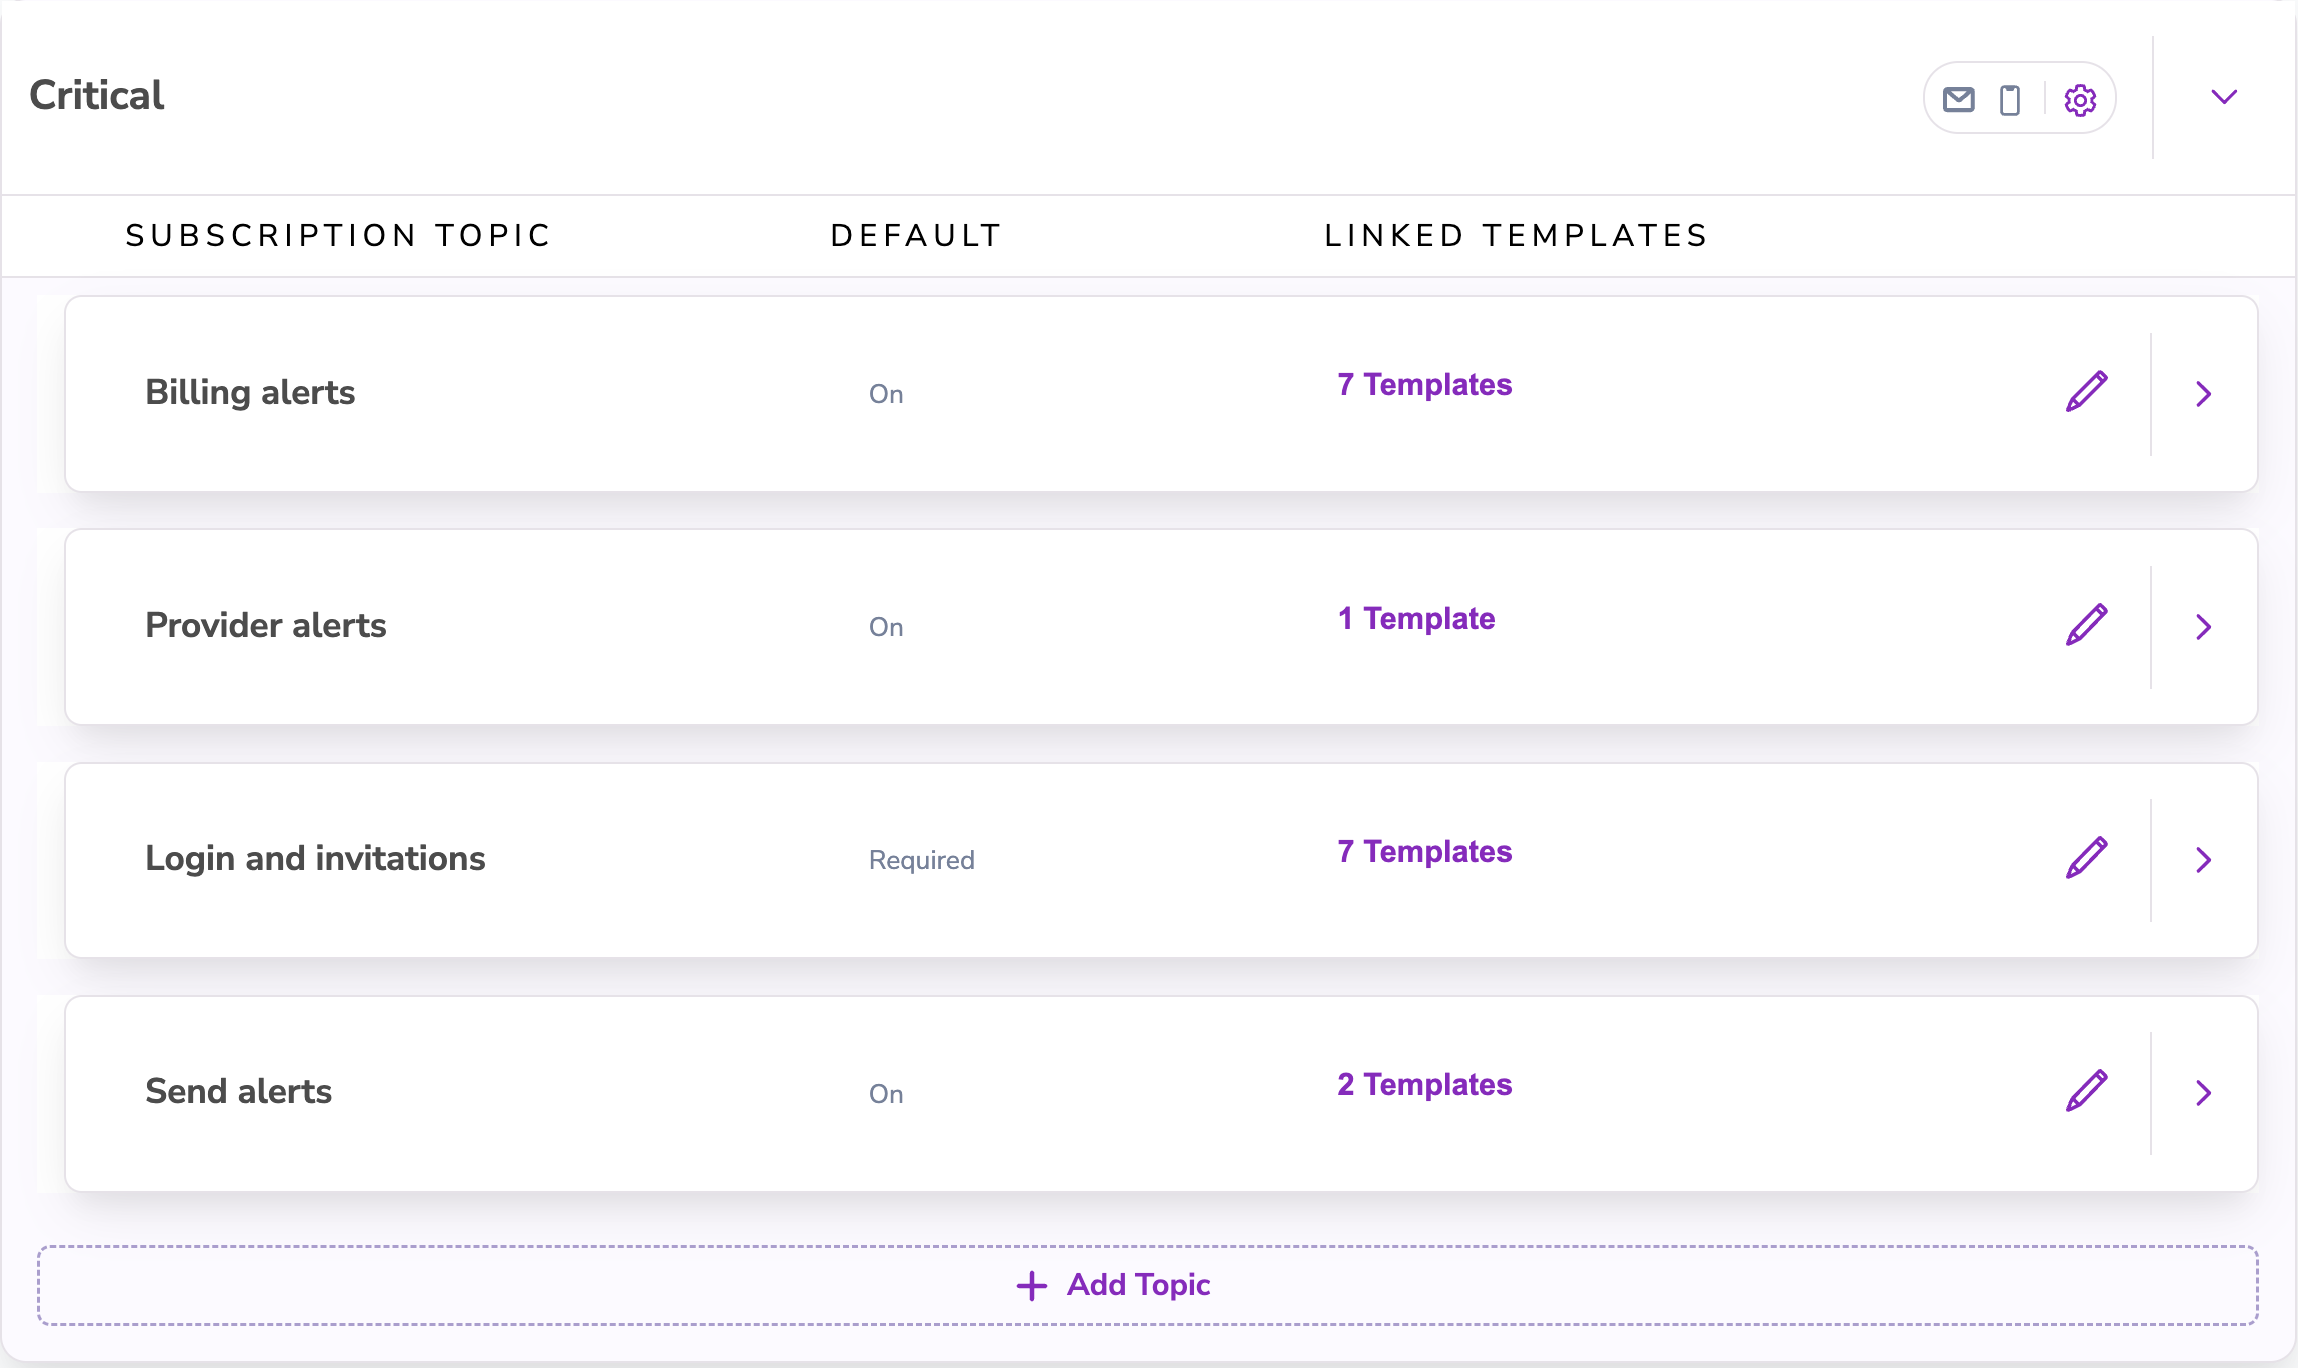 Critical
SUBSCRIPTION TOPIC DEFAULT LINKED TEMPLATES
Billing alerts On 7 Templates
Provider alerts On 1 Template
Login and invitations Required 7 Templates
Send alerts On 2 Templates
Add Topic